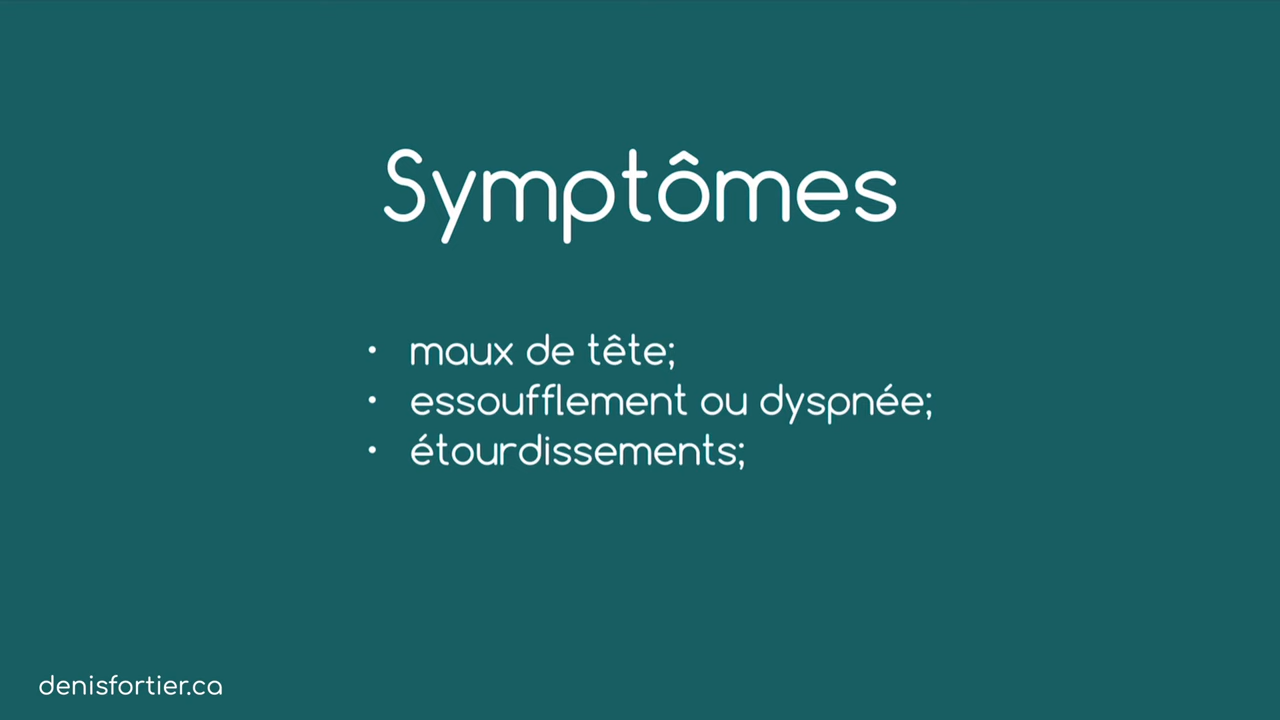 Symptômes
• maux de tête;
• essoufflement ou dyspnée;
• étourdissements;
denisfortier.ca